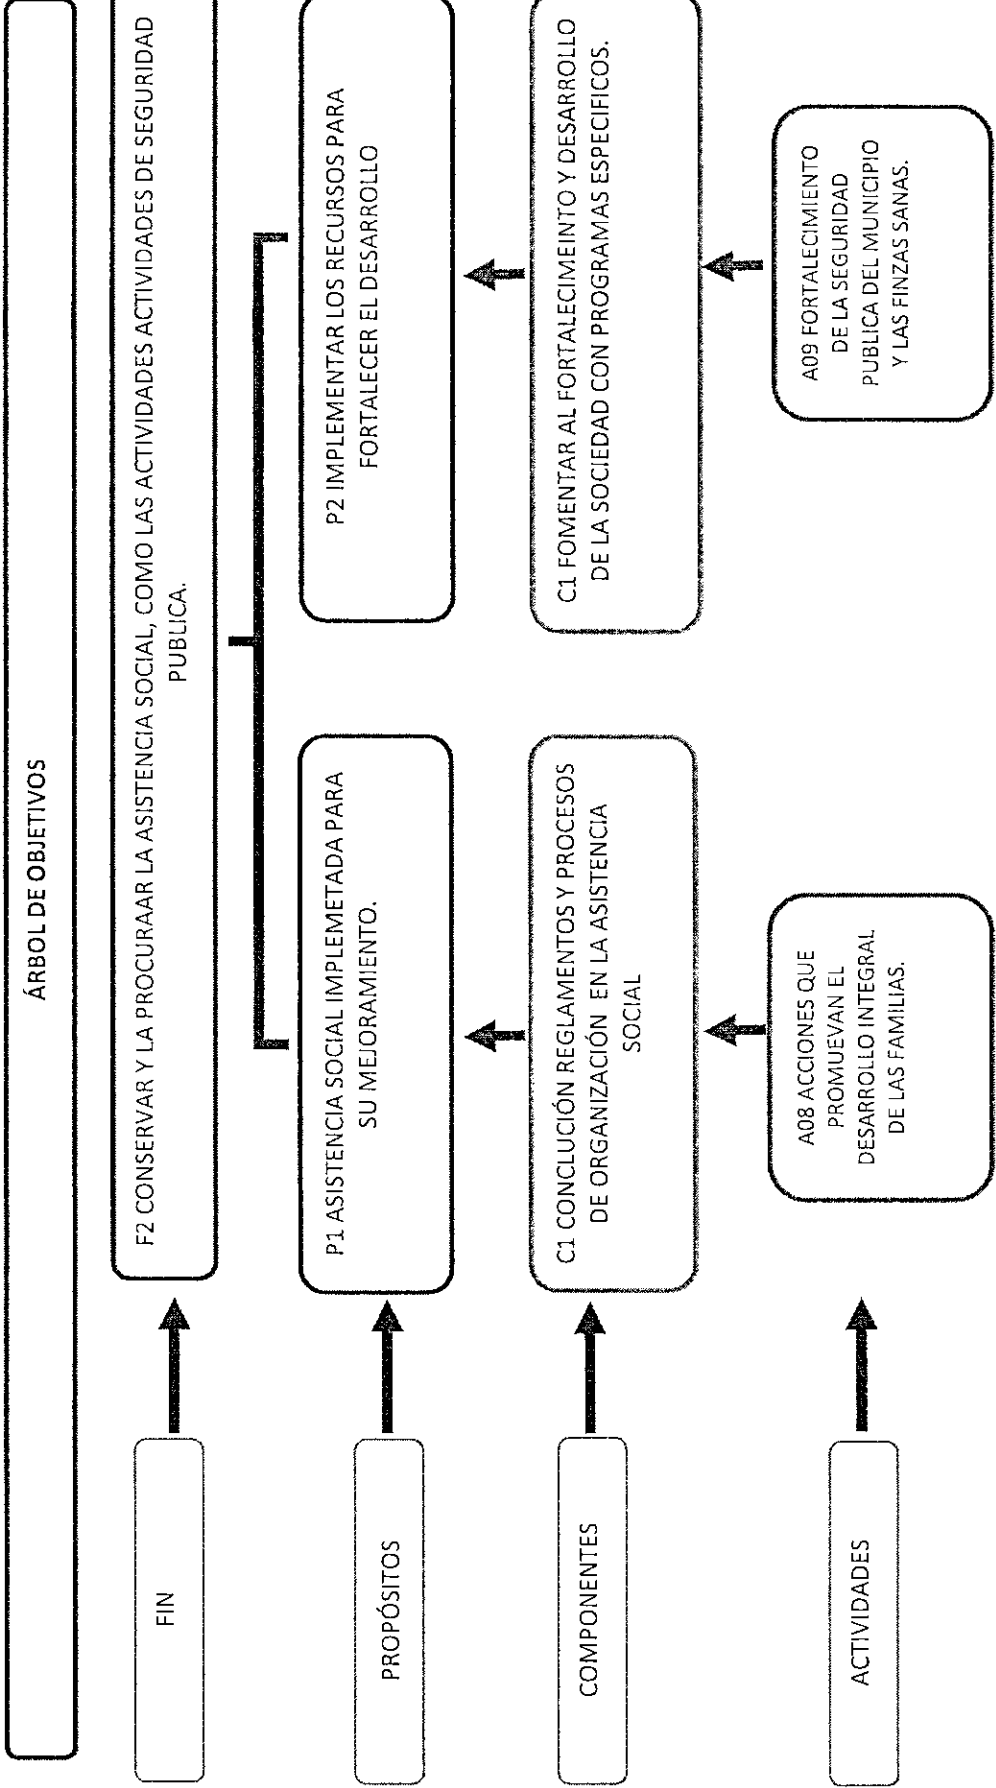 ÁRBOL DE OBJETIVOS
FIN
F2 CONSERVAR Y LA PROCURAAR LA ASISTENCIA SOCIAL, COMO LAS ACTIVIDADES ACTIVIDADES DE SEGURIDAD
PUBLICA.
PROPÓSITOS
P1 ASISTENCIA SOCIAL IMPLEMETADA PARA
SU MEJORAMIENTO.
P2 IMPLEMENTAR LOS RECURSOS PARA
FORTALECER EL DESARROLLO
COMPONENTES
C1 CONCLUCIÓN REGLAMENTOS Y PROCESOS
DE ORGANIZACIÓN EN LA ASISTENCIA
SOCIAL
C1 FOMENTAR AL FORTALECIMEINTO Y DESARROLLO
DE LA SOCIEDAD CON PROGRAMAS ESPECIFICOS.
ACTIVIDADES
A08 ACCIONES QUE
PROMUEVAN EL
DESARROLLO INTEGRAL
DE LAS FAMILIAS.
A09 FORTALECIMIENTO
DE LA SEGURIDAD
PUBLICA DEL MUNICIPIO
Y LAS FINZAS SANAS.